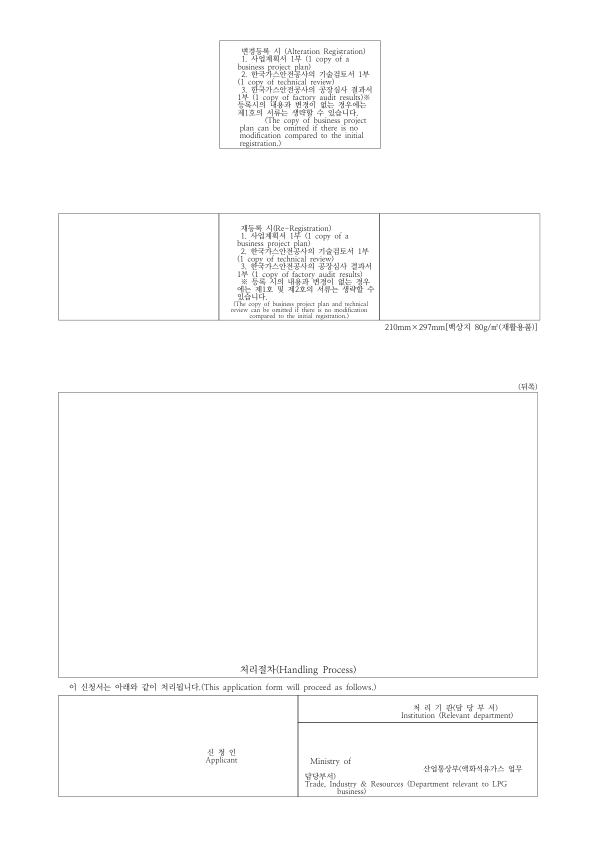 변경등록 시 (Alteration Registration)
1. 사업계획서 1부 (1 copy of a
business project plan)
2. 한국가스안전공사의 기술검토서 1부
(1 copy of technical review)
3. 한국가스안전공사의 공장심사 결과서
1부 (1 copy of factory audit results)※
등록시의 내용과 변경이 없는 경우에는
제1호의 서류는 생략할 수 있습니다.
(The copy of business project
plan can be omitted if there is no
modification compared to the initial
registration.)
재등록 시(Re-Registration)
1. 사업계획서 1부 (1 copy of a
business project plan)
2. 한국가스안전공사의 기술검토서 1부
(1 copy of technical review)
3. 한국가스안전공사의 공장심사 결과서
1부 (1 copy of factory audit results)
※ 등록 시의 내용과 변경이 없는 경우
에는 제1호 및 제2호의 서류는 생략할 수
있습니다.
(The copy of business project plan and technical
review can be omitted if there is no modification
compared to the initial registration.)
210mm×297mm[백상지 80g/㎡(재활용품)]
(뒤쪽)
처리절차(Handling Process)
이 신청서는 아래와 같이 처리됩니다.(This application form will proceed as follows.)
신 청 인
Applicant
처 리 기 관(담 당 부 서)
Institution (Relevant department)
Ministry of
산업통상부(액화석유가스 업무
담당부서)
Trade, Industry & Resources (Department relevant to LPG
business)